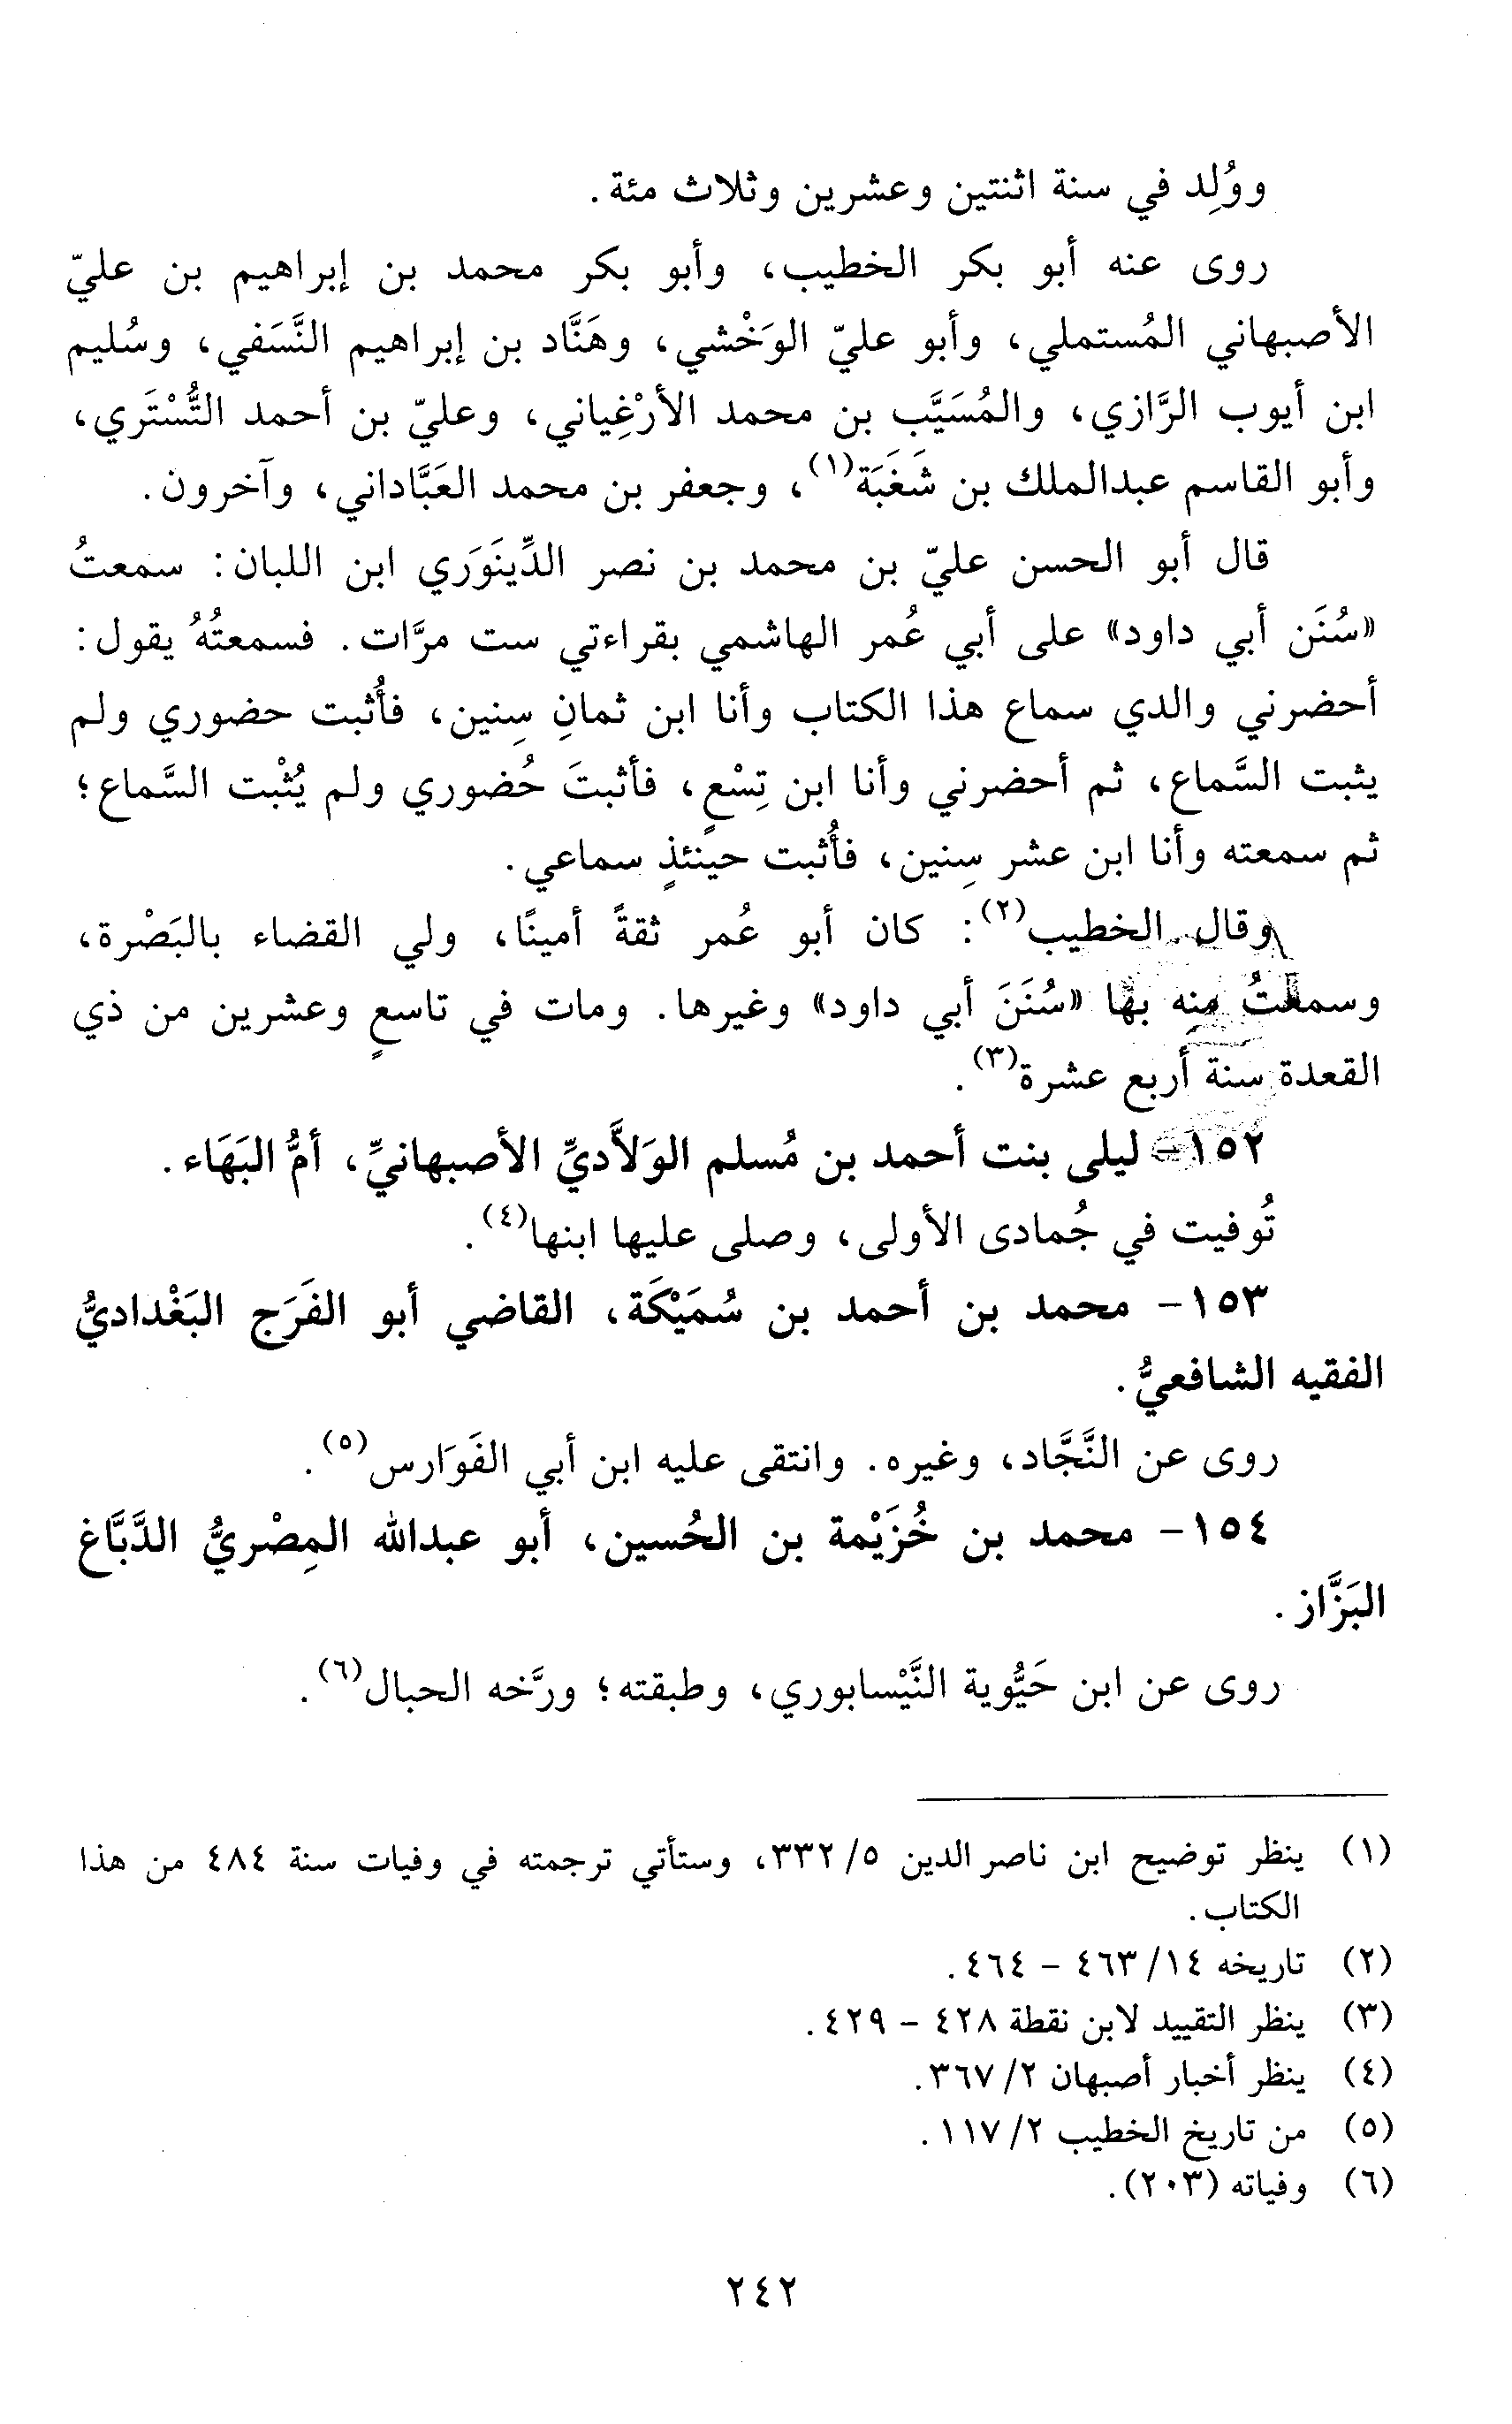 ووُلِد في سنة اثنتين وعشرين وثلاث مئة.
روى عنه أبو بكر الخطيب، وأبو بكر محمد بن إبراهيم بن عليّ
الأصبهاني المُستملي، وأبو عليّ الوَخْشي، وهَنَّاد بن إبراهيم النَّسَفي، وسُليم
ابن أيوب الرَّازي، والمُسَيَّب بن محمد الأرْغِياني، وعليّ بن أحمد التُّسْتَري،
وأبو القاسم عبدالملك بن شَغَبَة(١)، وجعفر بن محمد العَبَّاداني، وآخرون.
قال أبو الحسن عليّ بن محمد بن نصر الدِّينَوَري ابن اللبان: سمعتُ
«سُنَن أبي داود» على أبي عُمر الهاشمي بقراءتي ست مرَّات. فسمعتُهُ يقول:
أحضرني والدي سماع هذا الكتاب وأنا ابن ثمانِ سِنين، فأُثبت حضوري ولم
يثبت السَّماع، ثم أحضرني وأنا ابن تِسْعٍ، فأثبتَ حُضوري ولم يُثْبت السَّماع؛
ثم سمعته وأنا ابن عشر سِنين، فأُثبت حينئذٍ سماعي.
وقال الخطيب(٢): كان أبو عُمر ثقةً أمينًا، ولي القضاء بالبَصْرة،
وسمعتُ منه بها «سُنَنَ أبي داود» وغيرها. ومات في تاسعٍ وعشرين من ذي
القعدة سنة أربع عشرة(٣).
١٥٢- ليلى بنت أحمد بن مُسلم الوَلاَّديِّ الأصبهانيِّ، أمُّ البَهَاء.
تُوفيت في جُمادى الأولى، وصلى عليها ابنها(٤).
١٥٣- محمد بن أحمد بن سُمَيْكَة، القاضي أبو الفَرَج البَغْداديُّ
الفقيه الشافعيُّ.
روى عن النَّجَّاد، وغيره. وانتقى عليه ابن أبي الفَوَارس(٥).
١٥٤- محمد بن خُزَيْمة بن الحُسين، أبو عبدالله المِصْريُّ الدَّبَّاغ
البَزَّاز.
روى عن ابن حَيُّوية النَّيْسابوري، وطبقته؛ ورَّخه الحبال(٦).
(١) ينظر توضيح ابن ناصر الدين ٥/ ٣٣٢، وستأتي ترجمته في وفيات سنة ٤٨٤ من هذا
الكتاب.
(٢) تاريخه ١٤/ ٤٦٣ - ٤٦٤.
(٣) ينظر التقييد لابن نقطة ٤٢٨ - ٤٢٩.
(٤) ينظر أخبار أصبهان ٢/ ٣٦٧.
(٥) من تاريخ الخطيب ٢/ ١١٧.
(٦) وفياته (٢٠٣).
٢٤٢